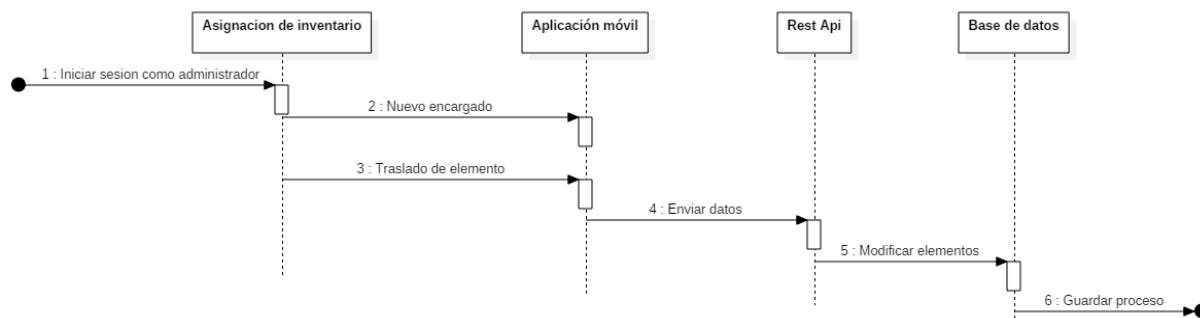 Asignacion de inventario
Aplicación móvil
Rest Api
Base de datos
1 : Iniciar sesion como administrador
2 : Nuevo encargado
3 : Traslado de elemento
4 : Enviar datos
5 : Modificar elementos
6 : Guardar proceso